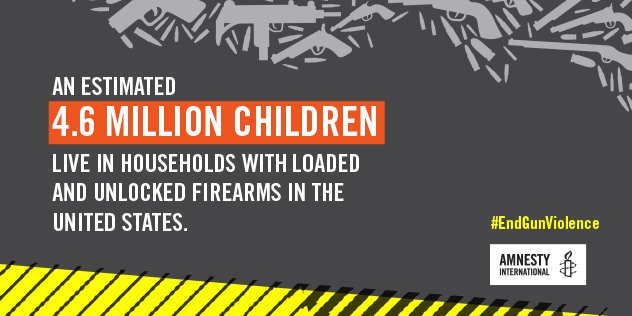 AN ESTIMATED
4.6 MILLION CHILDREN
LIVE IN HOUSEHOLDS WITH LOADED
AND UNLOCKED FIREARMS IN THE
UNITED STATES.
#EndGunViolence
AMNESTY
INTERNATIONAL